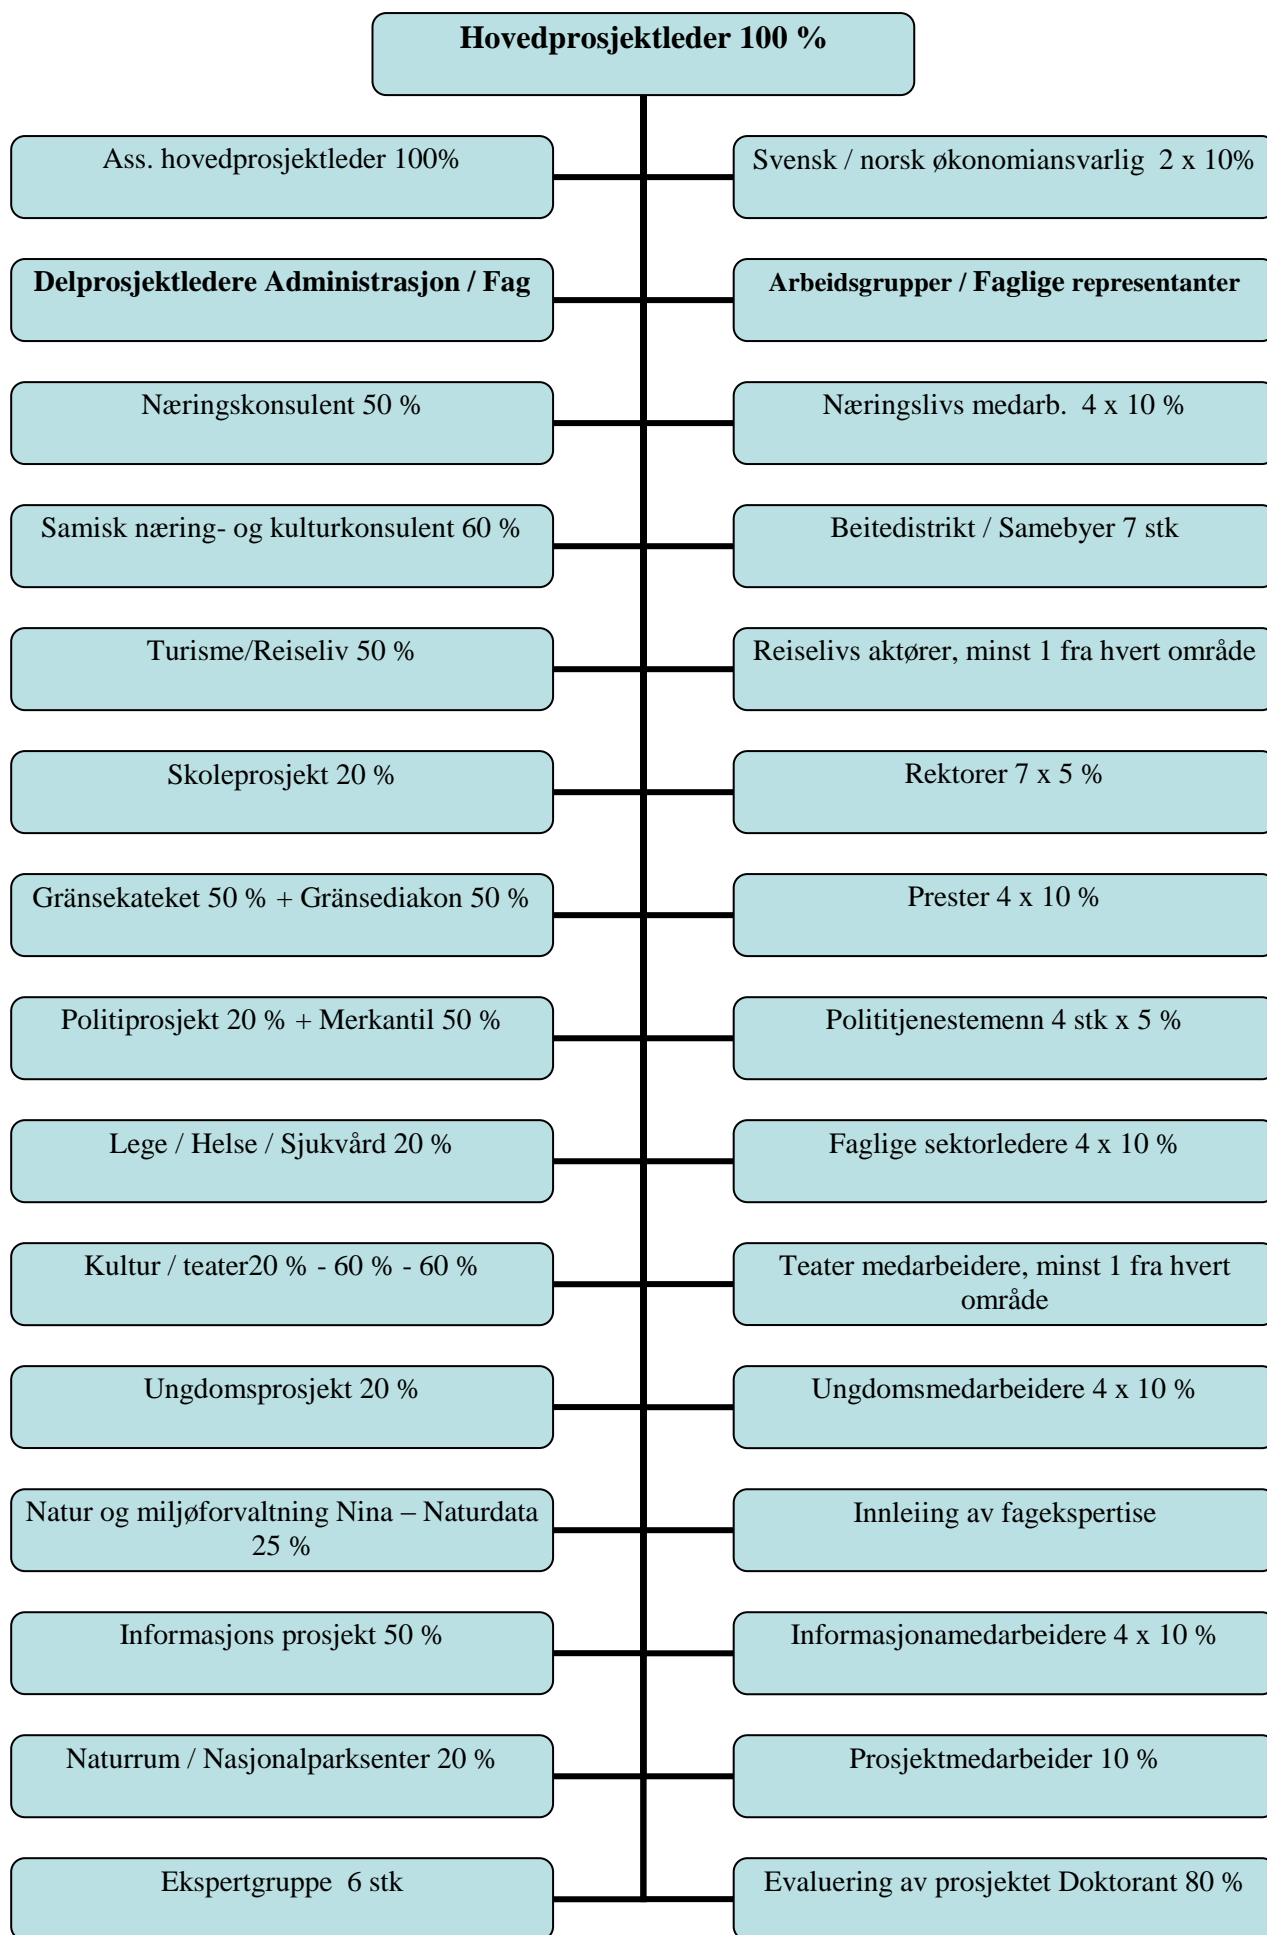 Hovedprosjektleder 100 %
Ass. hovedprosjektleder 100%
Svensk / norsk økonomiansvarlig 2 x 10%
Delprosjektledere Administrasjon / Fag
Arbeidsgrupper / Faglige representanter
Næringskonsulent 50 %
Næringslivs medarb. 4 x 10 %
Samisk næring- og kulturkonsulent 60 %
Beitedistrikt / Samebyer 7 stk
Turisme/Reiseliv 50 %
Reiselivs aktører, minst 1 fra hvert område
Skoleprosjekt 20 %
Rektorer 7 x 5 %
Gränsekateket 50 % + Gränsediakon 50 %
Prester 4 x 10 %
Politiprosjekt 20 % + Merkantil 50 %
Polititjenestemenn 4 stk x 5 %
Lege / Helse / Sjukvård 20 %
Faglige sektorledere 4 x 10 %
Kultur / teater20 % - 60 % - 60 %
Teater medarbeidere, minst 1 fra hvert
område
Ungdomsprosjekt 20 %
Ungdomsmedarbeidere 4 x 10 %
Natur og miljøforvaltning Nina – Naturdata
25 %
Innleiing av fagekspertise
Informasjons prosjekt 50 %
Informasjonamedarbeidere 4 x 10 %
Naturrum / Nasjonalparksenter 20 %
Prosjektmedarbeider 10 %
Ekspertgruppe 6 stk
Evaluering av prosjektet Doktorant 80 %